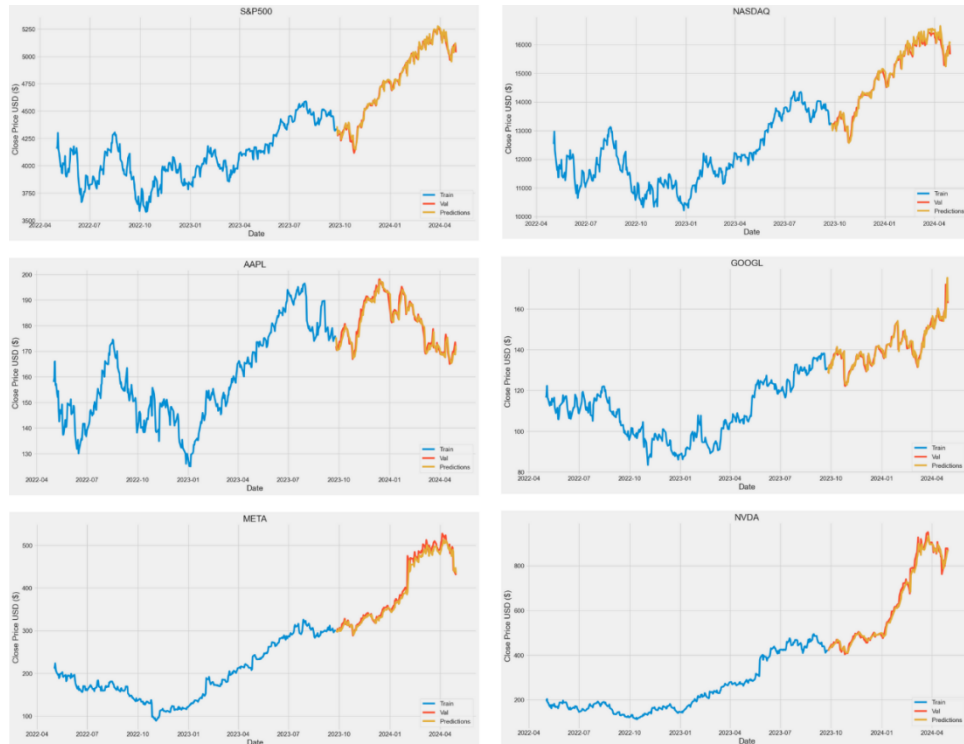 S&P500
Close Price USD ($)
5250
5000
4750
4500
4250
4000
3750
3500
2022-04 2022-07 2022-10 2023-01 2023-04 2023-07 2023-10 2024-01 2024-04
Date
Train
Val
Predictions
NASDAQ
Close Price USD ($)
16000
15000
14000
13000
12000
11000
10000
2022-04 2022-07 2022-10 2023-01 2023-04 2023-07 2023-10 2024-01 2024-04
Date
Train
Val
Predictions
AAPL
Close Price USD ($)
200
190
180
170
160
150
140
130
2022-04 2022-07 2022-10 2023-01 2023-04 2023-07 2023-10 2024-01 2024-04
Date
Train
Val
Predictions
GOOGL
Close Price USD ($)
160
140
120
100
80
2022-04 2022-07 2022-10 2023-01 2023-04 2023-07 2023-10 2024-01 2024-04
Date
Train
Val
Predictions
META
Close Price USD ($)
500
400
300
200
100
2022-04 2022-07 2022-10 2023-01 2023-04 2023-07 2023-10 2024-01 2024-04
Date
Train
Val
Predictions
NVDA
Close Price USD ($)
800
600
400
200
2022-04 2022-07 2022-10 2023-01 2023-04 2023-07 2023-10 2024-01 2024-04
Date
Train
Val
Predictions